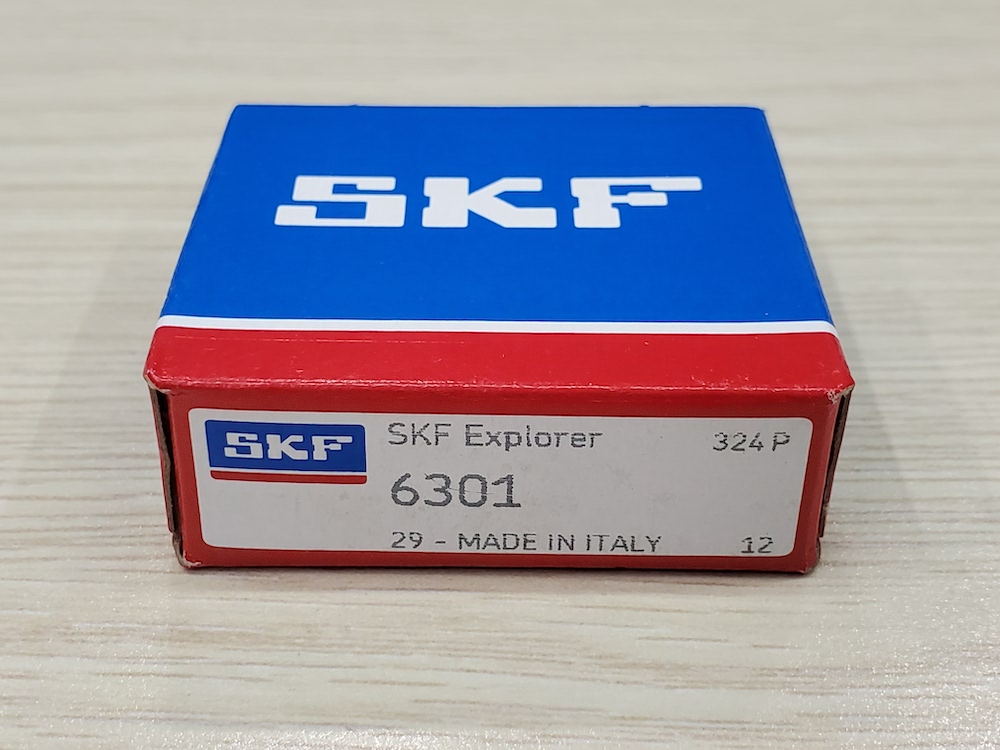 SKF
SKF
SKF Explorer 324 P
6301
29 - MADE IN ITALY 12